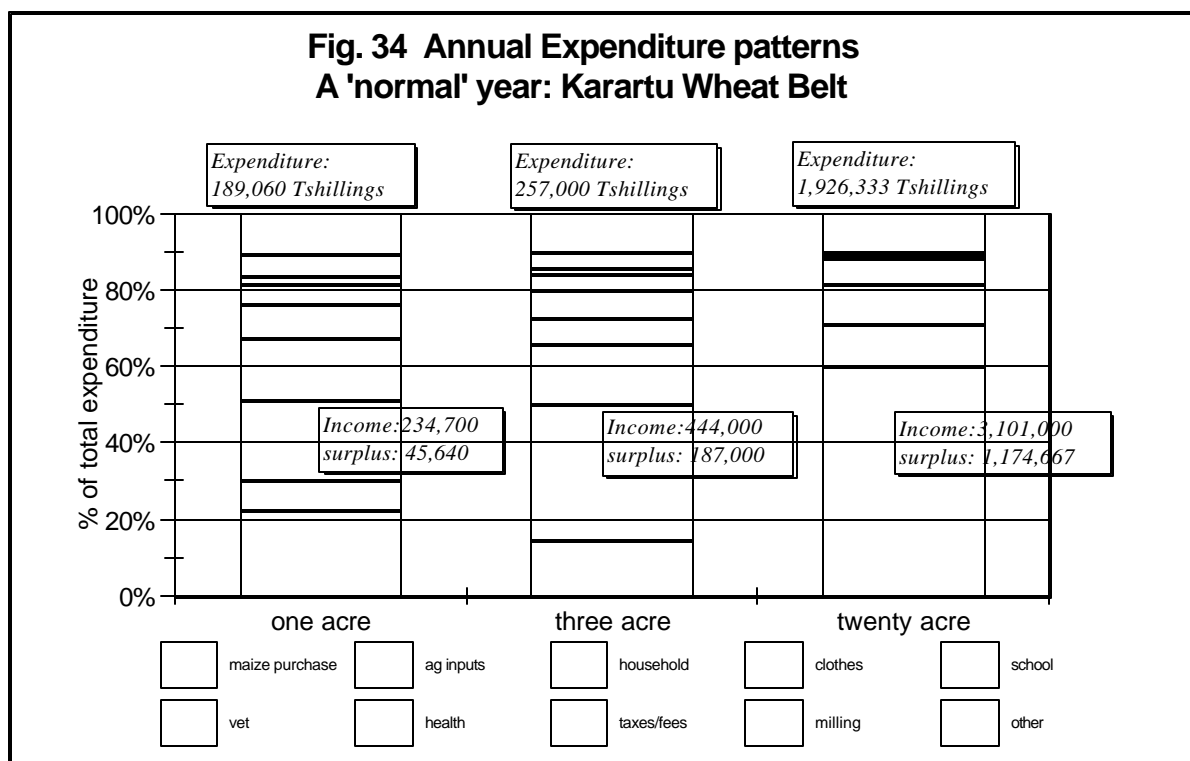 Fig. 34 Annual Expenditure patterns
A 'normal' year: Karartu Wheat Belt
Expenditure:
189,060 Tshillings
Expenditure:
257,000 Tshillings
Expenditure:
1,926,333 Tshillings
100%
80%
60%
40%
20%
0%
% of total expenditure
Income:234,700
surplus: 45,640
Income:444,000
surplus: 187,000
Income:3,101,000
surplus: 1,174,667
one acre
three acre
twenty acre
maize purchase
ag inputs
household
clothes
school
vet
health
taxes/fees
milling
other